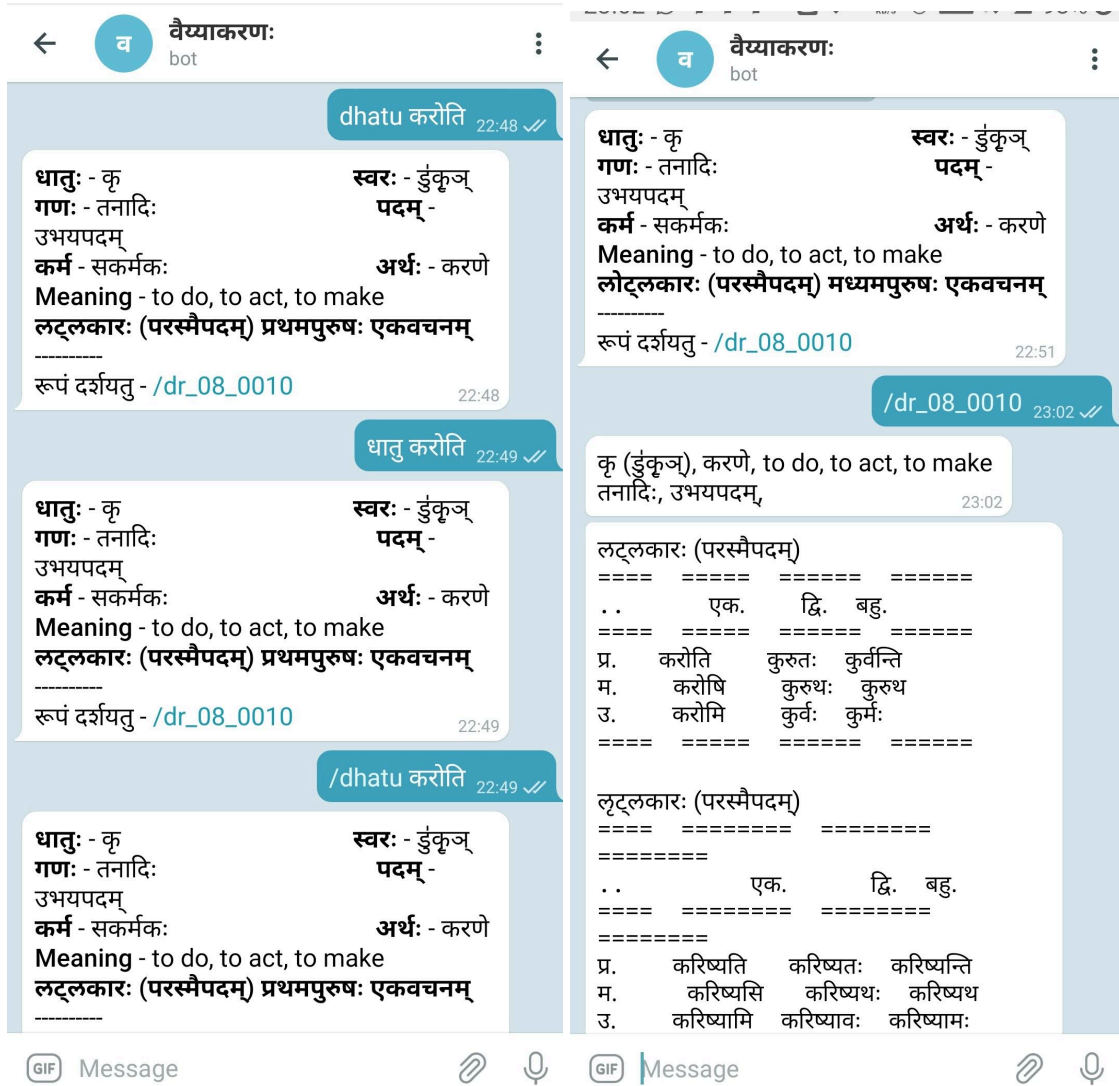 वैय्याकरणः
bot
dhatu करोति 22:48
धातुः - कृ स्वरः - डुं॑कृ॒ञ्
गणः - तनादिः पदम् -
उभयपदम्
कर्म - सकर्मकः अर्थः - करणे
Meaning - to do, to act, to make
लट्लकारः (परस्मैपदम्) प्रथमपुरुषः एकवचनम्
----------
रूपं दर्शयतु - /dr_08_0010 22:48
धातु करोति 22:49
धातुः - कृ स्वरः - डुं॑कृ॒ञ्
गणः - तनादिः पदम् -
उभयपदम्
कर्म - सकर्मकः अर्थः - करणे
Meaning - to do, to act, to make
लट्लकारः (परस्मैपदम्) प्रथमपुरुषः एकवचनम्
----------
रूपं दर्शयतु - /dr_08_0010 22:49
/dhatu करोति 22:49
धातुः - कृ स्वरः - डुं॑कृ॒ञ्
गणः - तनादिः पदम् -
उभयपदम्
कर्म - सकर्मकः अर्थः - करणे
Meaning - to do, to act, to make
लट्लकारः (परस्मैपदम्) प्रथमपुरुषः एकवचनम्
----------
GIF Message
वैय्याकरणः
bot
धातुः - कृ स्वरः - डुं॑कृ॒ञ्
गणः - तनादिः पदम् -
उभयपदम्
कर्म - सकर्मकः अर्थः - करणे
Meaning - to do, to act, to make
लोट्लकारः (परस्मैपदम्) मध्यमपुरुषः एकवचनम्
----------
रूपं दर्शयतु - /dr_08_0010 22:51
/dr_08_0010 23:02
कृ (डुं॑कृ॒ञ्), करणे, to do, to act, to make
तनादिः, उभयपदम्, 23:02
लट्लकारः (परस्मैपदम्)
==== ===== ====== ======
. . एक. द्वि. बहु.
==== ===== ====== ======
प्र. करोति कुरुतः कुर्वन्ति
म. करोषि कुरुथः कुरुथ
उ. करोमि कुर्वः कुर्मः
==== ===== ====== ======
लृट्लकारः (परस्मैपदम्)
==== ======== ========
========
. . एक. द्वि. बहु.
==== ======== ========
========
प्र. करिष्यति करिष्यतः करिष्यन्ति
म. करिष्यसि करिष्यथः करिष्यथ
उ. करिष्यामि करिष्यावः करिष्यामः
GIF Message